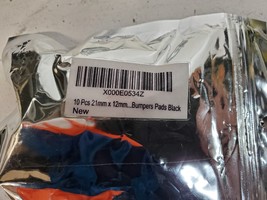 X000E0534Z
10 Pcs 21mm x 12mm...Bumpers Pads Black
New